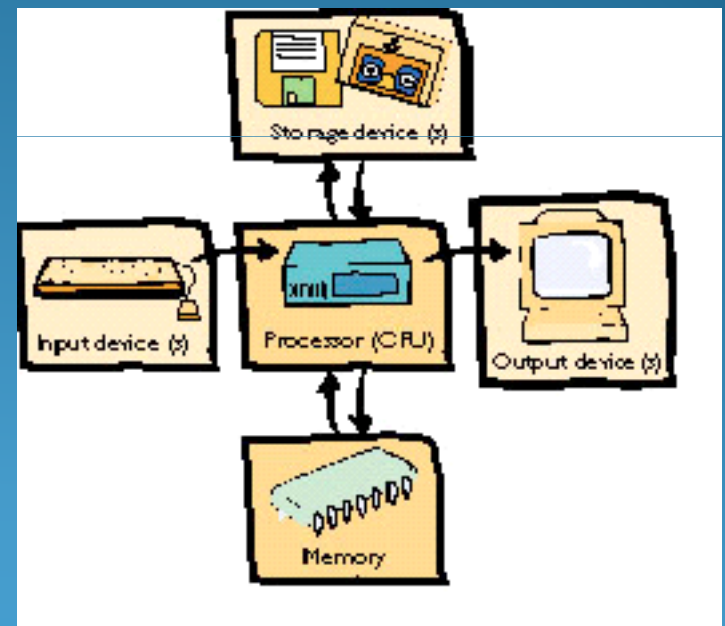 Storage device (s)
Input device (s)
Processor (CPU)
Output device (s)
Memory